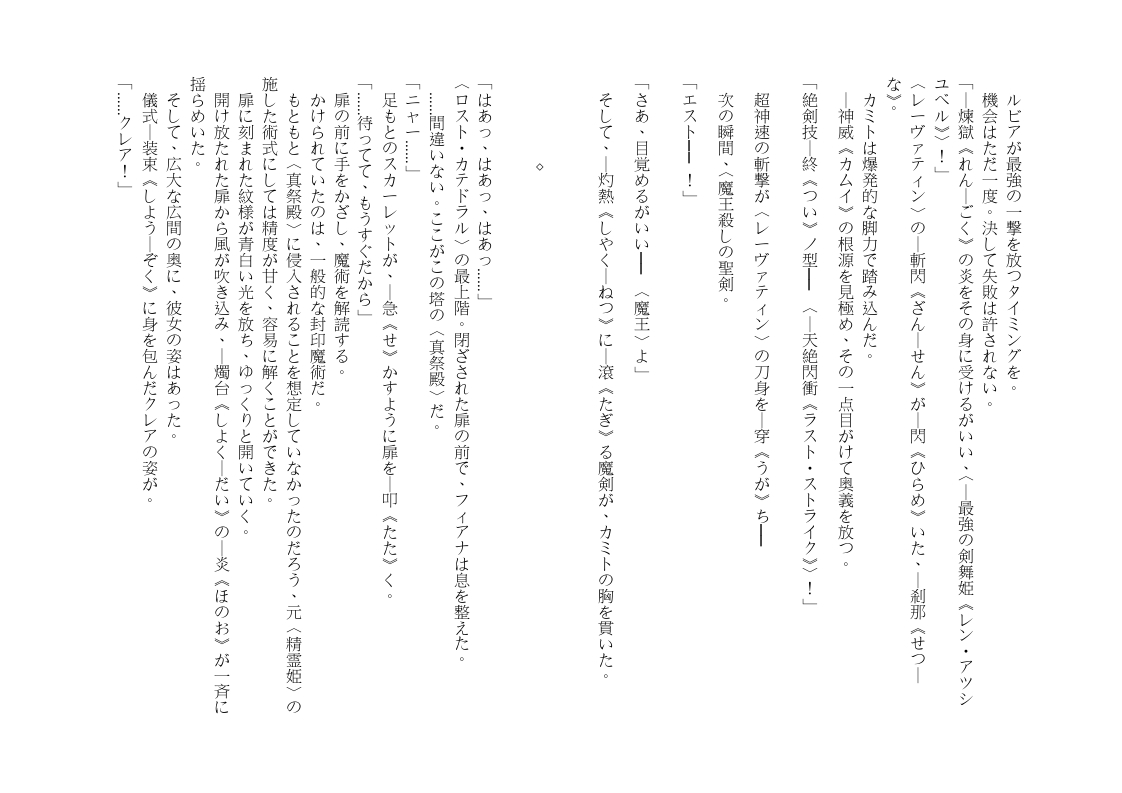 ルビアが最強の一撃を放つタイミングを。
機会はただ一度。決して失敗は許されない。
「―煉獄《れん―ごく》の炎をその身に受けるがいい、〈―最強の剣舞姫《レン・アッシ
ユベル》〉！」
〈レーヴァティン〉の―斬閃《ざん―せん》が―閃《ひらめ》いた、―刹那《せつ―
な》。
カミトは爆発的な脚力で踏み込んだ。
―神威《カムイ》の根源を見極め、その一点目がけて奥義を放つ。
「絶剣技―終《つい》ノ型━━　〈―天絶閃衝《ラスト・ストライク》〉！」
超神速の斬撃が〈レーヴァティン〉の刀身を―穿《うが》ち━━
次の瞬間、〈魔王殺しの聖剣。
「エスト━━！」
「さあ、目覚めるがいい━━　〈魔王〉よ」
そして、―灼熱《しやく―ねつ》に―滾《たぎ》る魔剣が、カミトの胸を貫いた。
◇
「はあっ、はあっ、はあっ……」
〈ロスト・カテドラル〉の最上階。閉ざされた扉の前で、フィアナは息を整えた。
……間違いない。ここがこの塔の〈真祭殿〉だ。
「ニャー……」
足もとのスカーレットが、―急《せ》かすように扉を―叩《たた》く。
「……待ってて、もうすぐだから」
扉の前に手をかざし、魔術を解読する。
かけられていたのは、一般的な封印魔術だ。
もともと〈真祭殿〉に侵入されることを想定していなかったのだろう、元〈精霊姫〉の
施した術式にしては精度が甘く、容易に解くことができた。
扉に刻まれた紋様が青白い光を放ち、ゆっくりと開いていく。
開け放たれた扉から風が吹き込み、―燭台《しよく―だい》の―炎《ほのお》が一斉に
揺らめいた。
そして、広大な広間の奥に、彼女の姿はあった。
儀式―装束《しよう―ぞく》に身を包んだクレアの姿が。
「……クレア！」